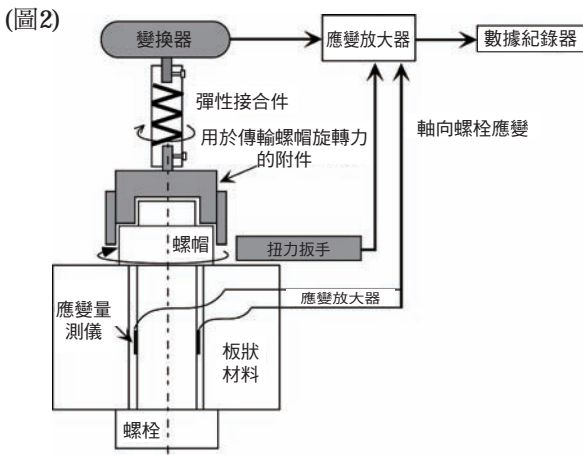 (圖2)
變換器
應變放大器
數據紀錄器
彈性接合件
軸向螺栓應變
用於傳輸螺帽旋轉力
的附件
螺帽
扭力扳手
應變放大器
應變量
測儀
板狀
材料
螺栓